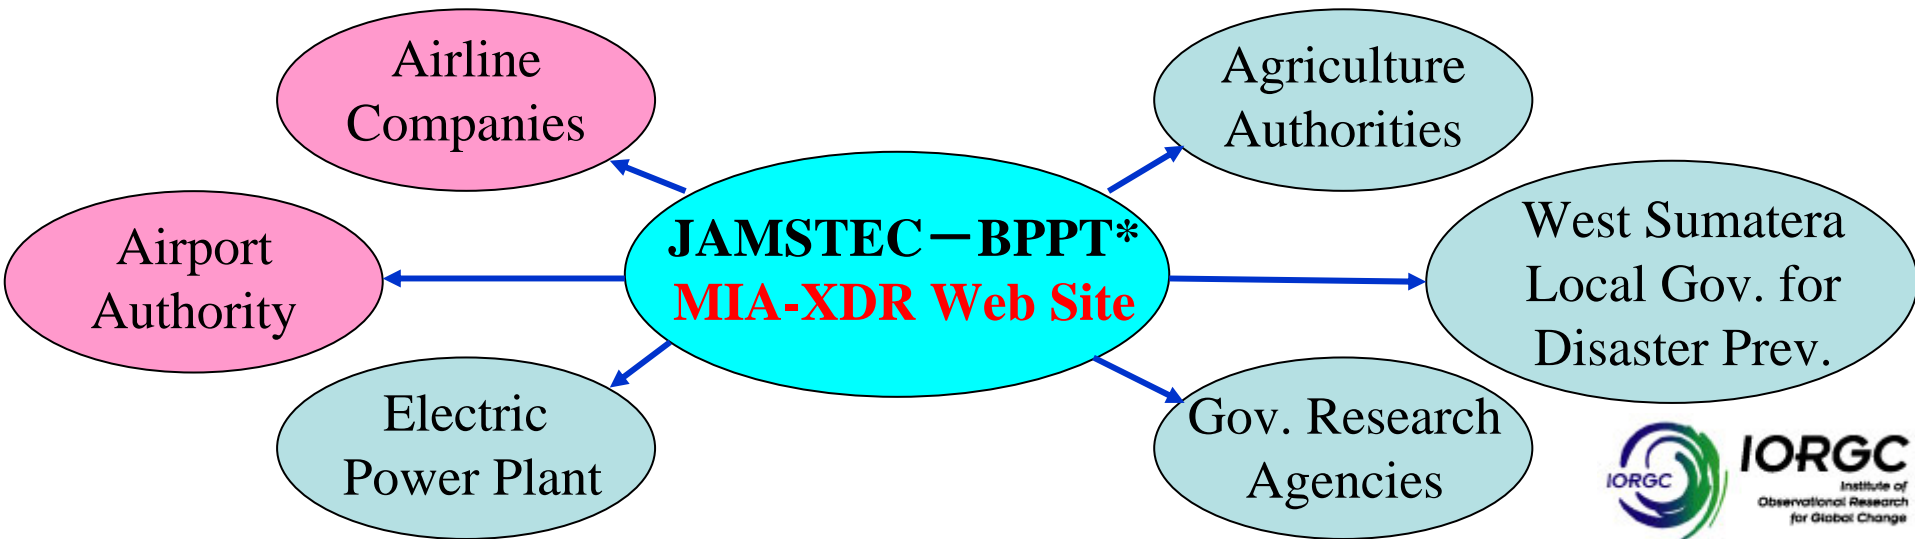 Airline
Companies
Agriculture
Authorities
Airport
Authority
JAMSTEC－BPPT*
MIA-XDR Web Site
West Sumatera
Local Gov. for
Disaster Prev.
Electric
Power Plant
Gov. Research
Agencies
IORGC
IORGC
Institute of
Observational Research
for Global Change